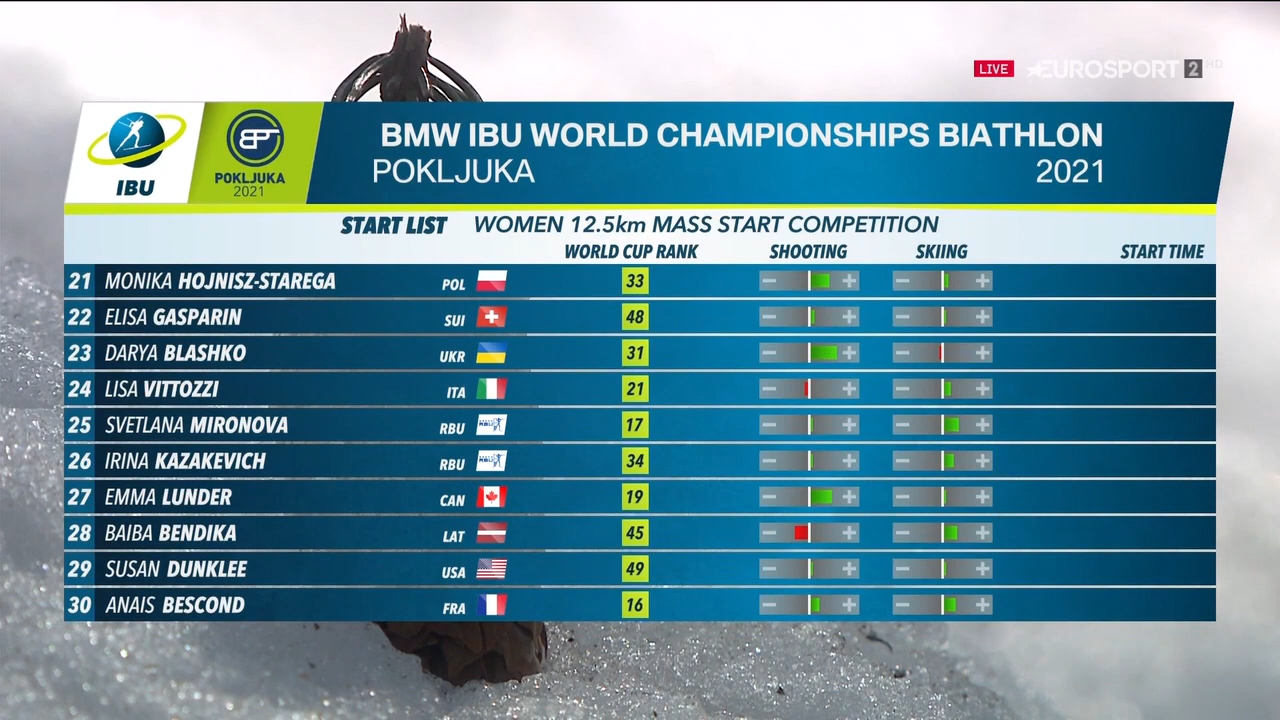 LIVE EUROSPORT 2 HD
BMW IBU WORLD CHAMPIONSHIPS BIATHLON
POKLJUKA 2021
IBU
POKLJUKA
2021
START LIST WOMEN 12.5km MASS START COMPETITION
WORLD CUP RANK SHOOTING SKIING START TIME
21 MONIKA HOJNISZ-STAREGA POL 33
22 ELISA GASPARIN SUI 48
23 DARYA BLASHKO UKR 31
24 LISA VITTOZZI ITA 21
25 SVETLANA MIRONOVA RBU 17
26 IRINA KAZAKEVICH RBU 34
27 EMMA LUNDER CAN 19
28 BAIBA BENDIKA LAT 45
29 SUSAN DUNKLEE USA 49
30 ANAIS BESCOND FRA 16